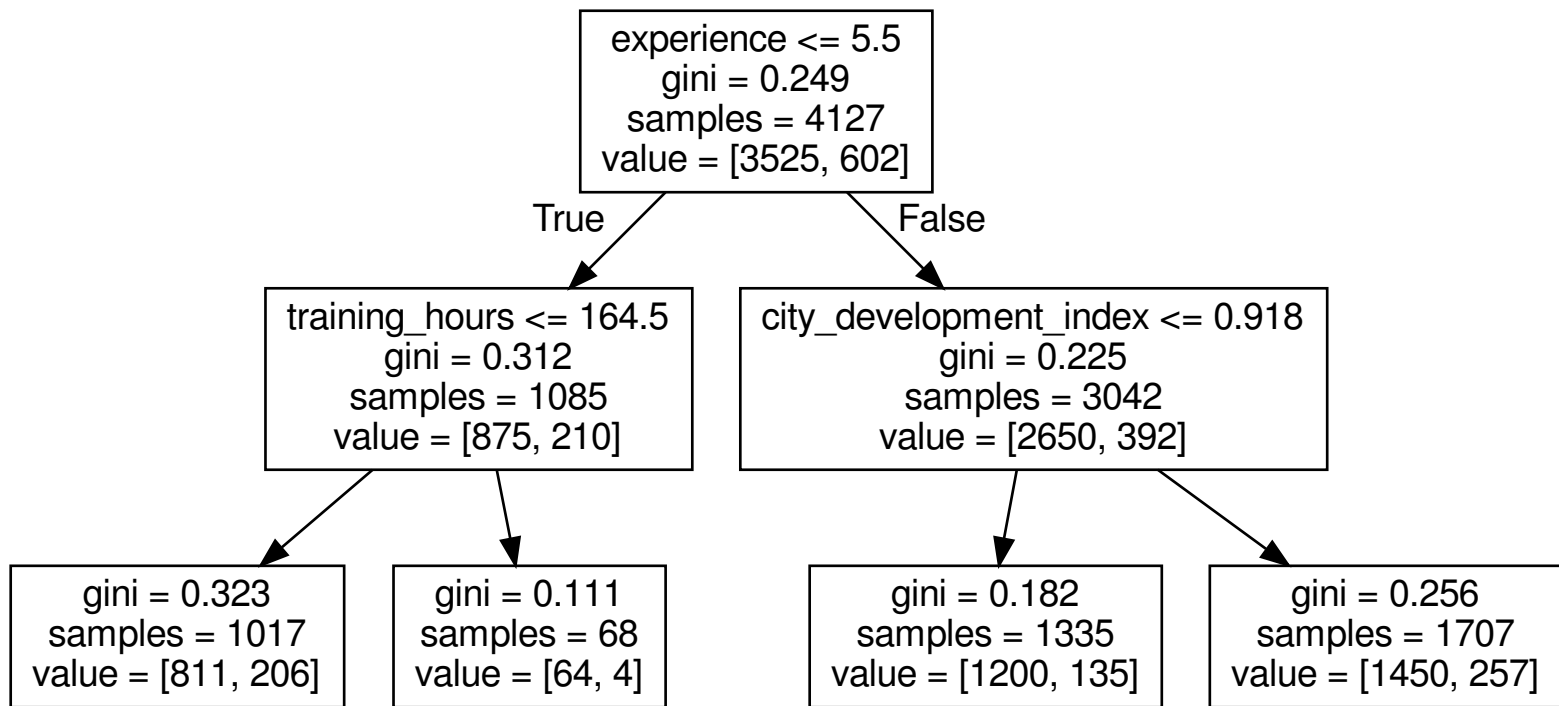 experience <= 5.5
gini = 0.249
samples = 4127
value = [3525, 602]
True
False
training_hours <= 164.5
gini = 0.312
samples = 1085
value = [875, 210]
city_development_index <= 0.918
gini = 0.225
samples = 3042
value = [2650, 392]
gini = 0.323
samples = 1017
value = [811, 206]
gini = 0.111
samples = 68
value = [64, 4]
gini = 0.182
samples = 1335
value = [1200, 135]
gini = 0.256
samples = 1707
value = [1450, 257]